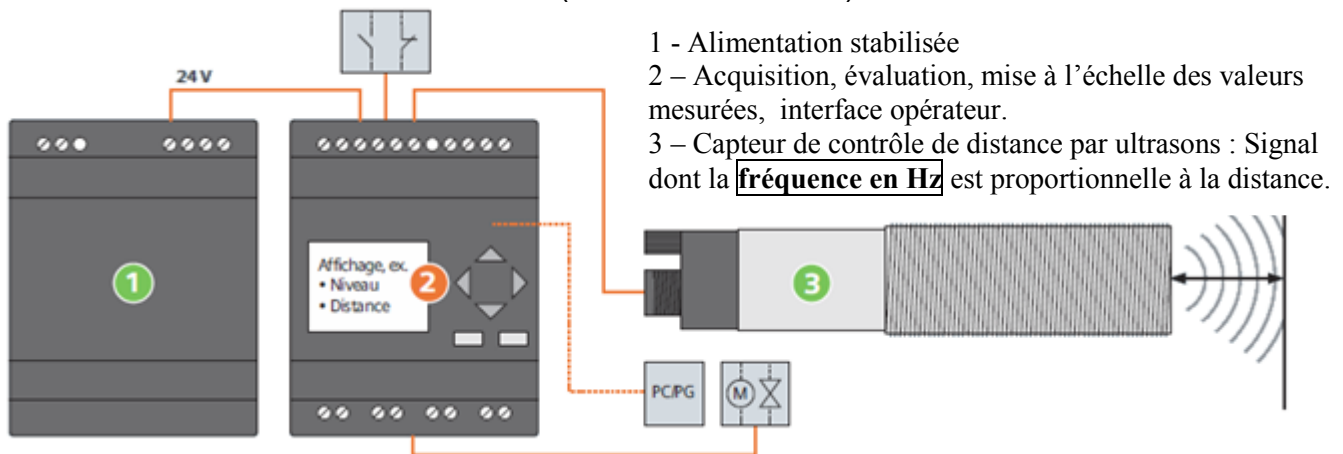 1 - Alimentation stabilisée
2 – Acquisition, évaluation, mise à l’échelle des valeurs
mesurées, interface opérateur.
3 – Capteur de contrôle de distance par ultrasons : Signal
dont la fréquence en Hz est proportionnelle à la distance.
24 V
1
Affichage, ex.
• Niveau
• Distance
2
3
PC/PG
M